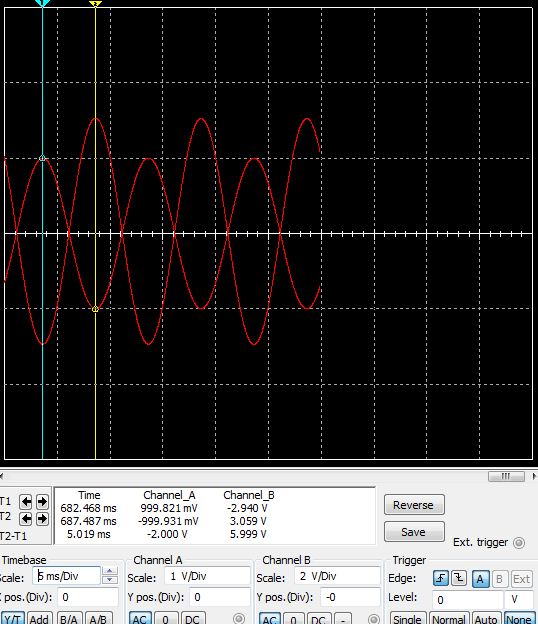 1 2
Time Channel_A Channel_B
T1 682.468 ms 999.821 mV -2.940 V
T2 687.487 ms -999.931 mV 3.059 V
T2-T1 5.019 ms -2.000 V 5.999 V
Reverse
Save
Ext. trigger
Timebase Channel A Channel B Trigger
Scale: 5 ms/Div Scale: 1 V/Div Scale: 2 V/Div Edge: A B Ext
X pos.(Div): 0 Y pos.(Div): 0 Y pos.(Div): -0 Level: 0 V
Y/T Add B/A A/B AC 0 DC AC 0 DC - Single Normal Auto None